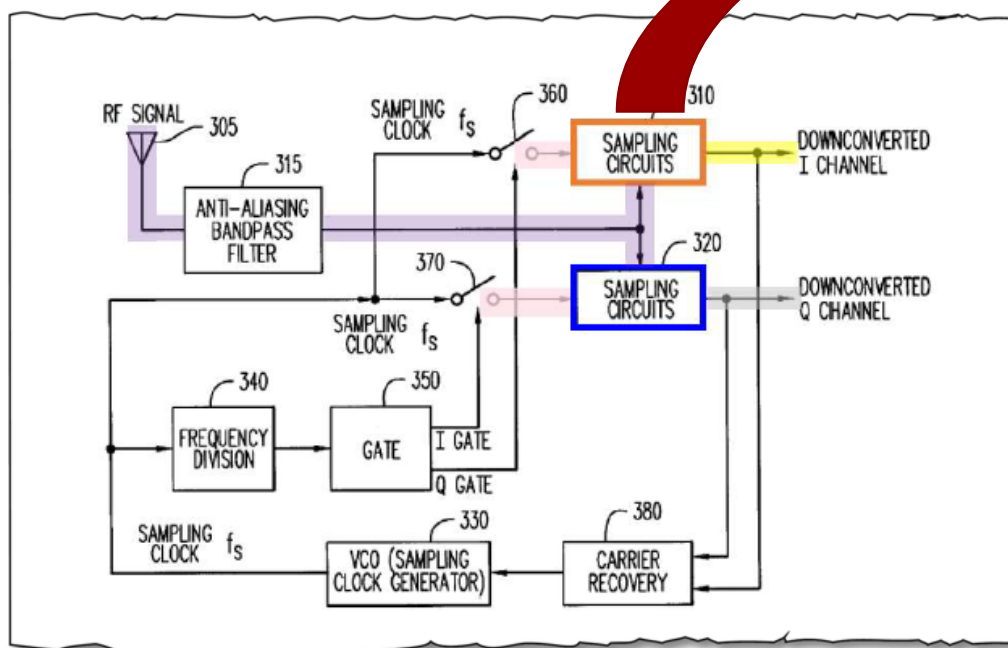 RF SIGNAL
305
315
ANTI-ALIASING
BANDPASS
FILTER
SAMPLING
CLOCK fS
360
310
SAMPLING
CIRCUITS
DOWNCONVERTED
I CHANNEL
370
SAMPLING
CLOCK fS
320
SAMPLING
CIRCUITS
DOWNCONVERTED
Q CHANNEL
340
FREQUENCY
DIVISION
350
GATE
I GATE
Q GATE
SAMPLING
CLOCK fS
330
VCO (SAMPLING
CLOCK GENERATOR)
380
CARRIER
RECOVERY